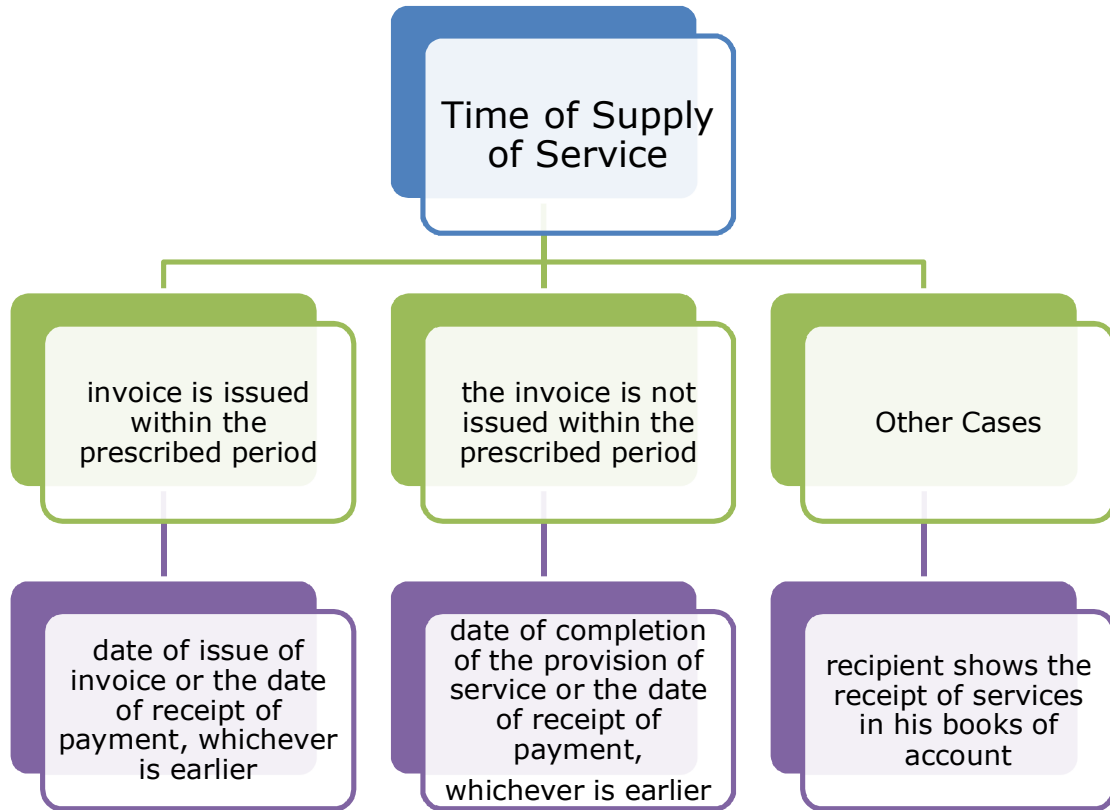 Time of Supply
of Service
invoice is issued
within the
prescribed period
the invoice is not
issued within the
prescribed period
Other Cases
date of issue of
invoice or the date
of receipt of
payment, whichever
is earlier
date of completion
of the provision of
service or the date
of receipt of
payment,
whichever is earlier
recipient shows the
receipt of services
in his books of
account